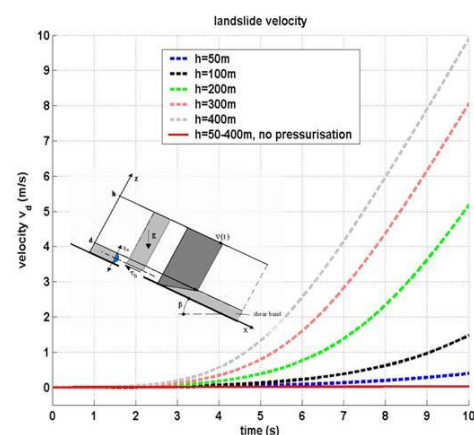 landslide velocity
10
9
8
7
6
5
4
3
2
1
0
velocity v_d (m/s)
h=50m
h=100m
h=200m
h=300m
h=400m
h=50-400m, no pressurisation
z
h
g
v(t)
d
β
shear band
x
0 1 2 3 4 5 6 7 8 9 10
time (s)